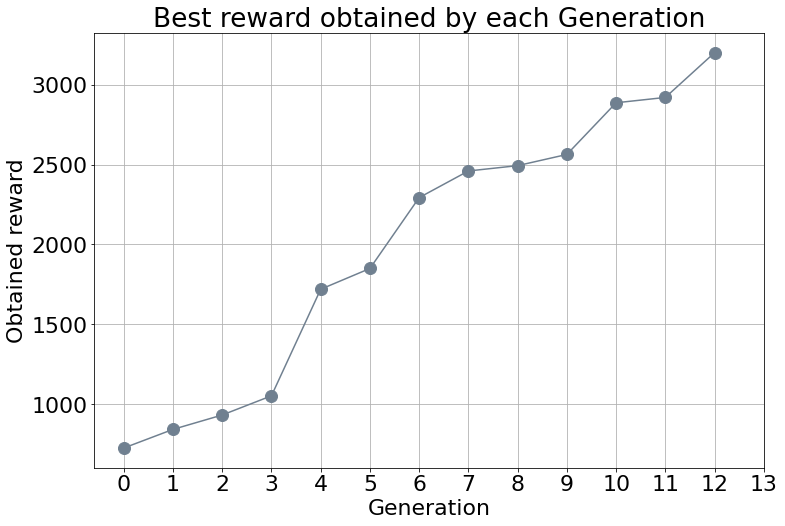 Best reward obtained by each Generation
Obtained reward
3000
2500
2000
1500
1000
0 1 2 3 4 5 6 7 8 9 10 11 12 13
Generation